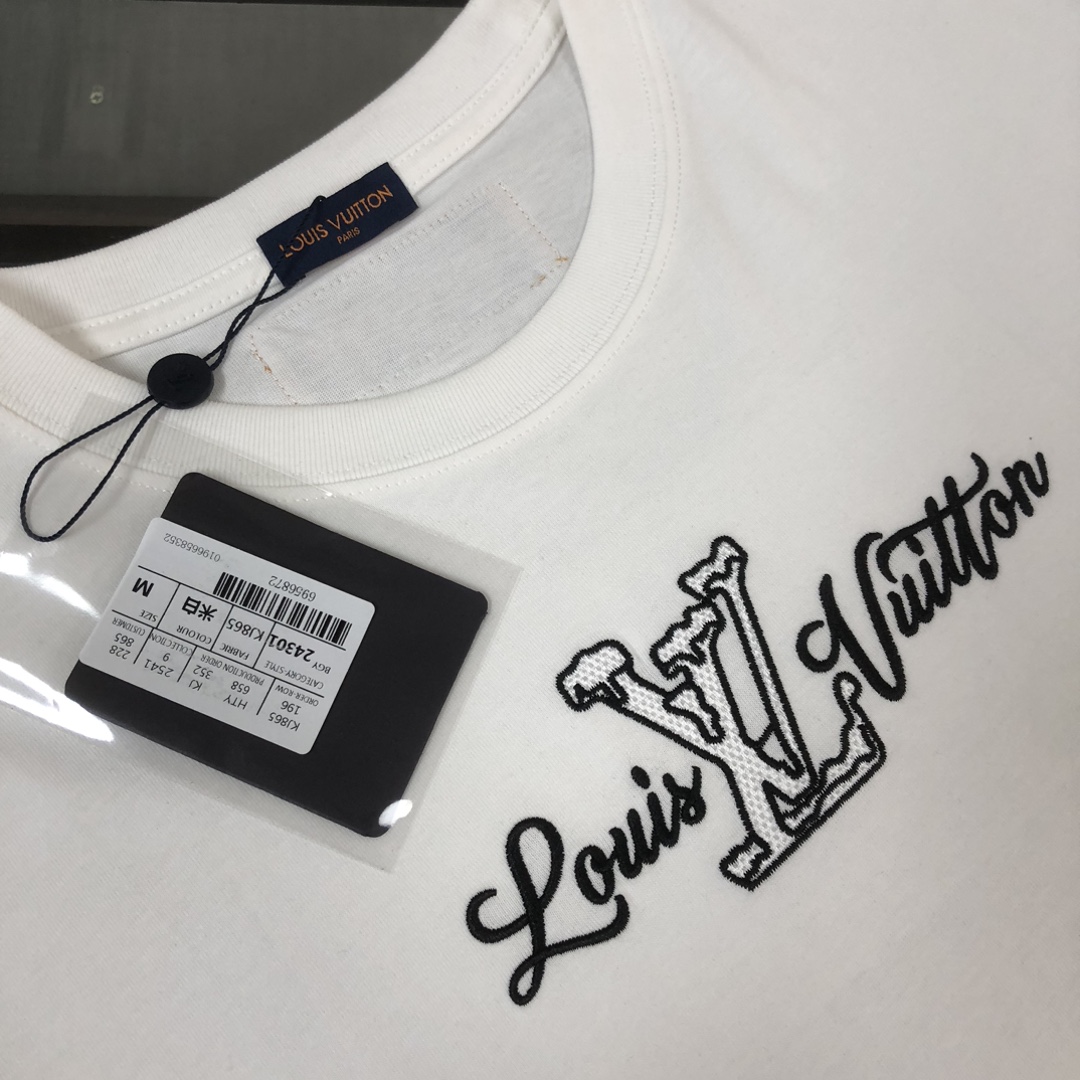 LOUIS VUITTON
PARIS
Louis LV Vuitton
KJ865
196
ORDER-ROW
HTY
658
352
PRODUCTION ORDER
KJ
2541
9
COLLECTION
228
865
CUSTOMER
BGY 24301
CATEGORY-STYLE
KJ865
FABRIC
米白
COLOUR
M
SIZE
6956872
0196658352